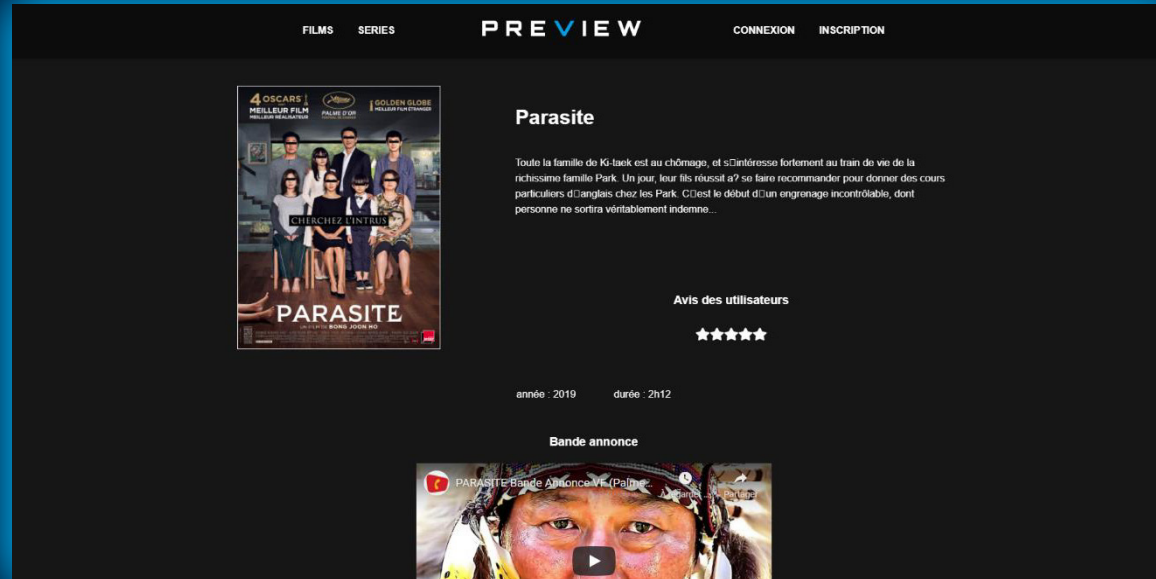 FILMS SERIES PREVIEW CONNEXION INSCRIPTION
4 OSCARS
MEILLEUR FILM
MEILLEUR RÉALISATEUR
PALME D'OR
GOLDEN GLOBE
MEILLEUR FILM ÉTRANGER
CHERCHEZ L'INTRUS
PARASITE
UN FILM DE BONG JOON HO
Parasite
Toute la famille de Ki-taek est au chômage, et s□intéresse fortement au train de vie de la
richissime famille Park. Un jour, leur fils réussit a? se faire recommander pour donner des cours
particuliers d□anglais chez les Park. C□est le début d□un engrenage incontrôlable, dont
personne ne sortira véritablement indemne...
Avis des utilisateurs
année : 2019 durée : 2h12
Bande annonce
PARASITE Bande Annonce VF (Palme...
À regarder ... Partager